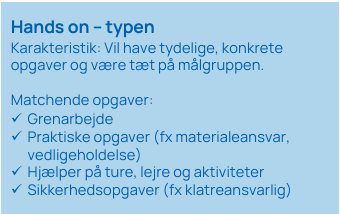 Hands on – typen
Karakteristik: Vil have tydelige, konkrete
opgaver og være tæt på målgruppen.
Matchende opgaver:
✓ Grenarbejde
✓ Praktiske opgaver (fx materialeansvar,
vedligeholdelse)
✓ Hjælper på ture, lejre og aktiviteter
✓ Sikkerhedsopgaver (fx klatreansvarlig)